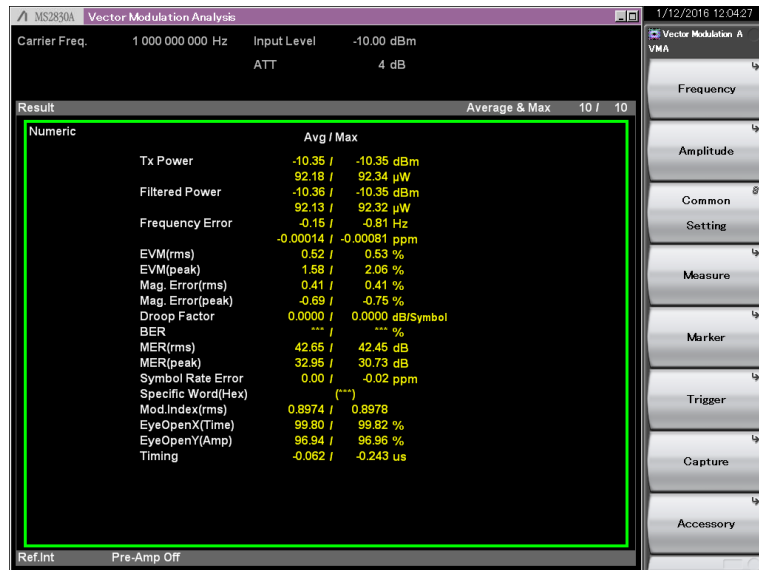 MS2830A Vector Modulation Analysis
1/12/2016 12:04:27
Carrier Freq. 1 000 000 000 Hz Input Level -10.00 dBm
ATT 4 dB
Result Average & Max 10 / 10
Numeric
Avg / Max
Tx Power -10.35 / -10.35 dBm
92.18 / 92.34 µW
Filtered Power -10.36 / -10.35 dBm
92.13 / 92.32 µW
Frequency Error -0.15 / -0.81 Hz
-0.00014 / -0.00081 ppm
EVM(rms) 0.52 / 0.53 %
EVM(peak) 1.58 / 2.06 %
Mag. Error(rms) 0.41 / 0.41 %
Mag. Error(peak) -0.69 / -0.75 %
Droop Factor 0.0000 / 0.0000 dB/Symbol
BER *** / *** %
MER(rms) 42.65 / 42.45 dB
MER(peak) 32.95 / 30.73 dB
Symbol Rate Error 0.00 / -0.02 ppm
Specific Word(Hex) (***)
Mod.Index(rms) 0.8974 / 0.8978
EyeOpenX(Time) 99.80 / 99.82 %
EyeOpenY(Amp) 96.94 / 96.96 %
Timing -0.062 / -0.243 us
Ref.Int Pre-Amp Off
Vector Modulation A
VMA
Frequency
Amplitude
Common
Setting
Measure
Marker
Trigger
Capture
Accessory